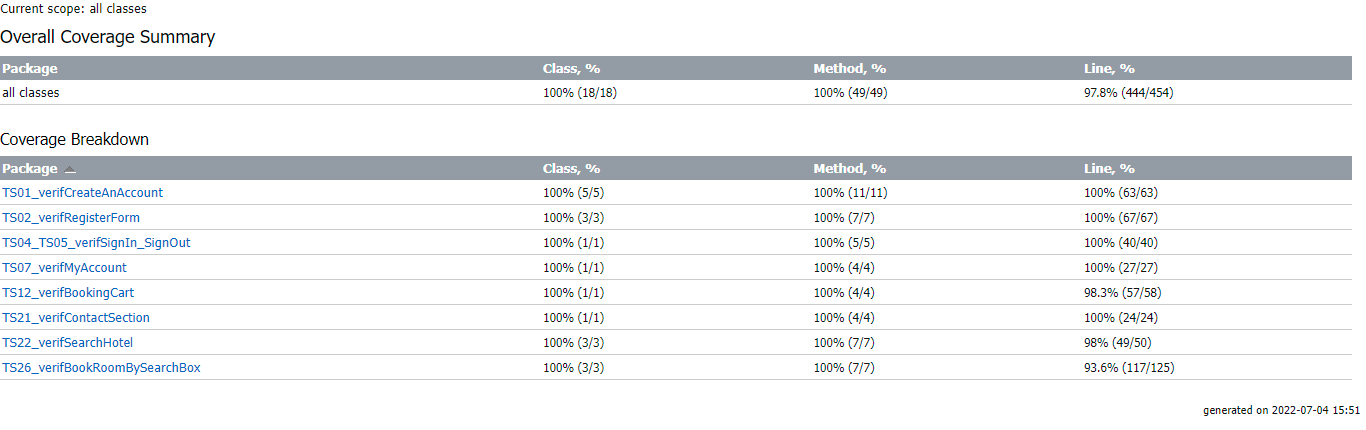 Current scope: all classes
Overall Coverage Summary
Package Class, % Method, % Line, %
all classes 100% (18/18) 100% (49/49) 97.8% (444/454)
Coverage Breakdown
Package Class, % Method, % Line, %
TS01_verifCreateAnAccount 100% (5/5) 100% (11/11) 100% (63/63)
TS02_verifRegisterForm 100% (3/3) 100% (7/7) 100% (67/67)
TS04_TS05_verifSignIn_SignOut 100% (1/1) 100% (5/5) 100% (40/40)
TS07_verifMyAccount 100% (1/1) 100% (4/4) 100% (27/27)
TS12_verifBookingCart 100% (1/1) 100% (4/4) 98.3% (57/58)
TS21_verifContactSection 100% (1/1) 100% (4/4) 100% (24/24)
TS22_verifSearchHotel 100% (3/3) 100% (7/7) 98% (49/50)
TS26_verifBookRoomBySearchBox 100% (3/3) 100% (7/7) 93.6% (117/125)
generated on 2022-07-04 15:51